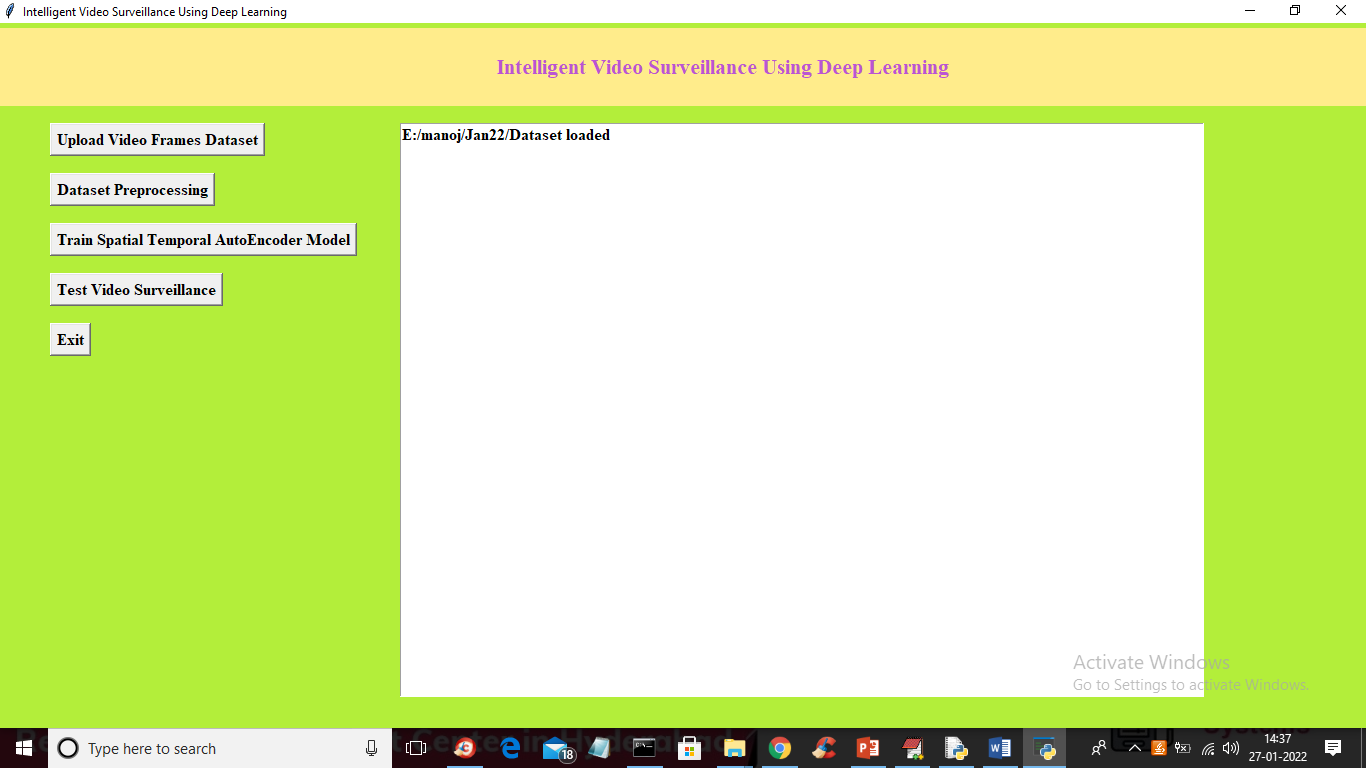 Intelligent Video Surveillance Using Deep Learning
Intelligent Video Surveillance Using Deep Learning
Upload Video Frames Dataset
Dataset Preprocessing
Train Spatial Temporal AutoEncoder Model
Test Video Surveillance
Exit
E:/manoj/Jan22/Dataset loaded
Activate Windows
Go to Settings to activate Windows.
Type here to search
18
14:37
27-01-2022